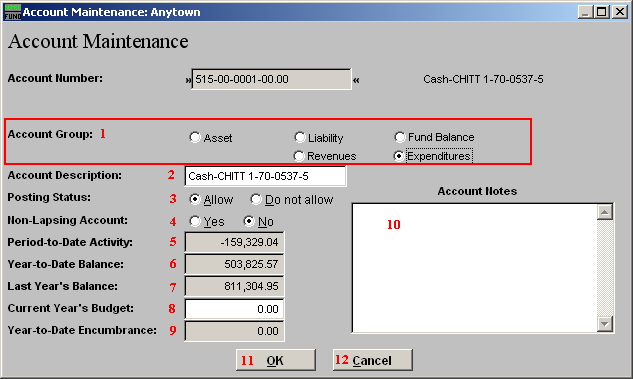 Account Maintenance: Anytown
FUND
Account Maintenance
Account Number: » 515-00-0001-00.00 « Cash-CHITT 1-70-0537-5
Account Group: 1 Asset Liability Fund Balance
Revenues Expenditures
Account Description: 2 Cash-CHITT 1-70-0537-5
Account Notes
Posting Status: 3 Allow Do not allow
Non-Lapsing Account: 4 Yes No
10
Period-to-Date Activity: 5 -159,329.04
Year-to-Date Balance: 6 503,825.57
Last Year's Balance: 7 811,304.95
Current Year's Budget: 8 0.00
Year-to-Date Encumbrance: 9 0.00
11 OK 12 Cancel